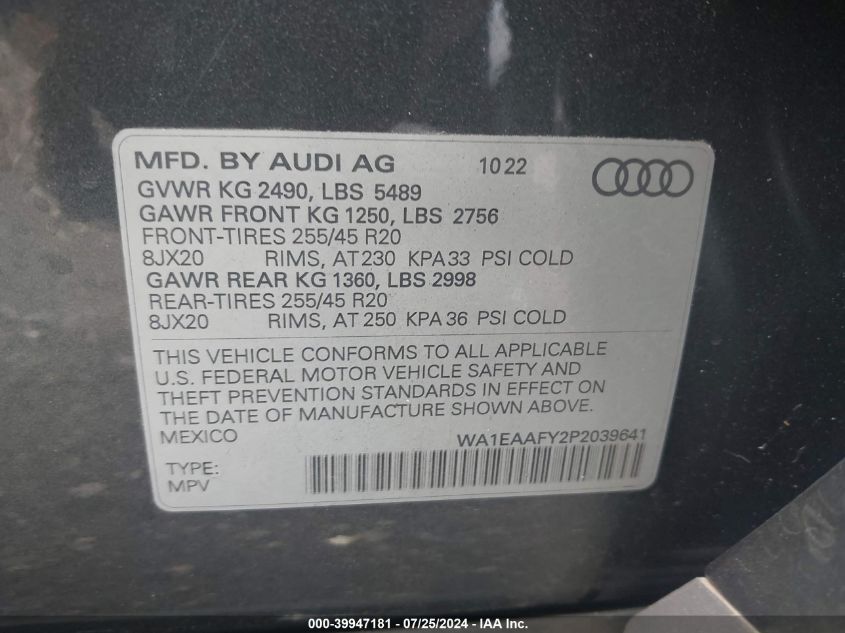 MFD. BY AUDI AG 10 22
GVWR KG 2490, LBS 5489
GAWR FRONT KG 1250, LBS 2756
FRONT-TIRES 255/45 R20
8JX20 RIMS, AT 230 KPA 33 PSI COLD
GAWR REAR KG 1360, LBS 2998
REAR-TIRES 255/45 R20
8JX20 RIMS, AT 250 KPA 36 PSI COLD
THIS VEHICLE CONFORMS TO ALL APPLICABLE
U.S. FEDERAL MOTOR VEHICLE SAFETY AND
THEFT PREVENTION STANDARDS IN EFFECT ON
THE DATE OF MANUFACTURE SHOWN ABOVE.
MEXICO WA1EAAFY2P2039641
TYPE:
MPV
000-39947181 - 07/25/2024 - IAA Inc.